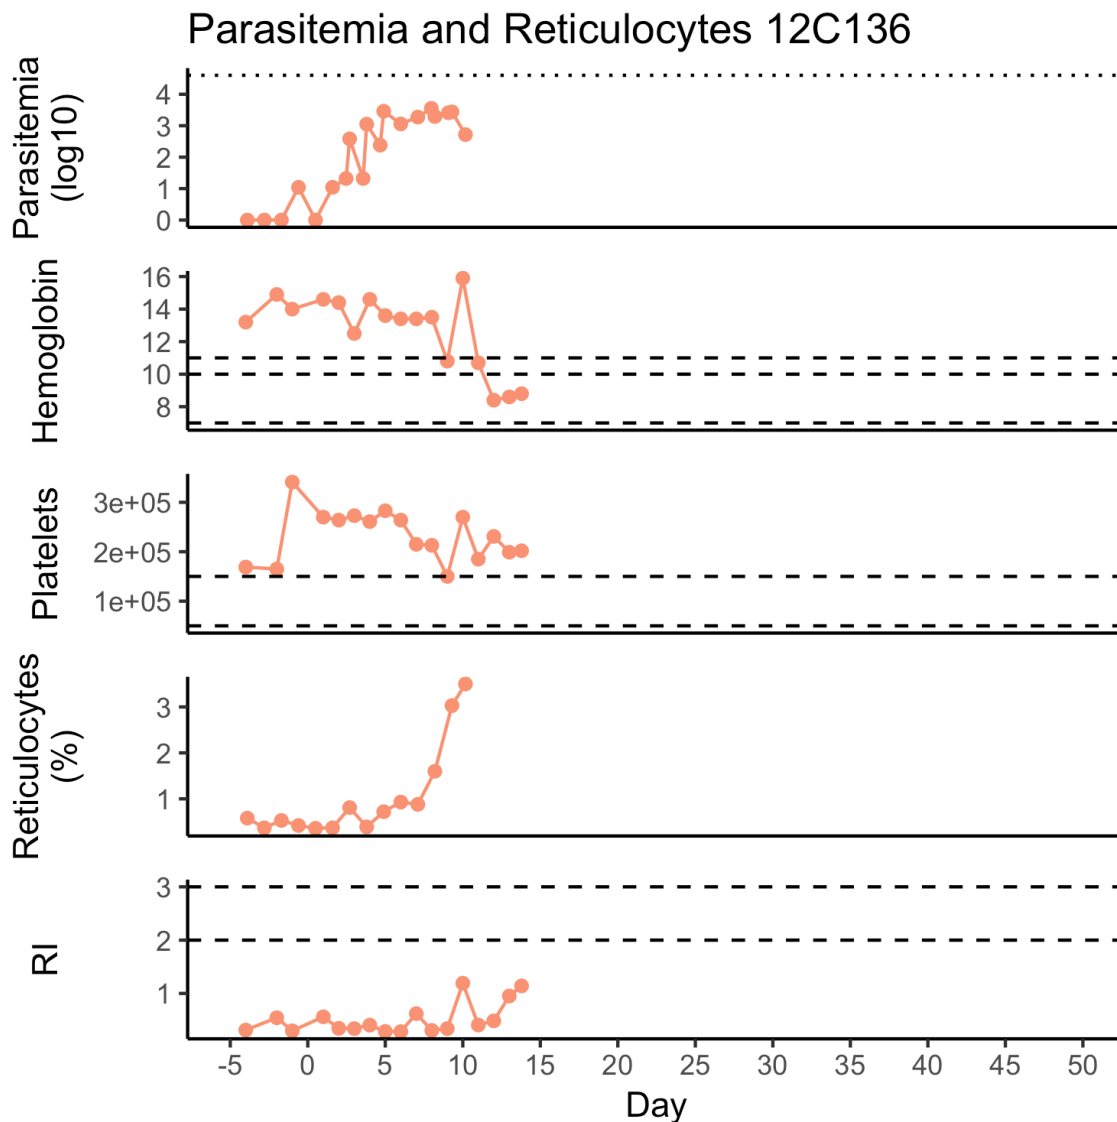 Parasitemia and Reticulocytes 12C136
Parasitemia
(log10)
4
3
2
1
0
Hemoglobin
16
14
12
10
8
Platelets
3e+05
2e+05
1e+05
Reticulocytes
(%)
3
2
1
RI
3
2
1
-5 0 5 10 15 20 25 30 35 40 45 50
Day